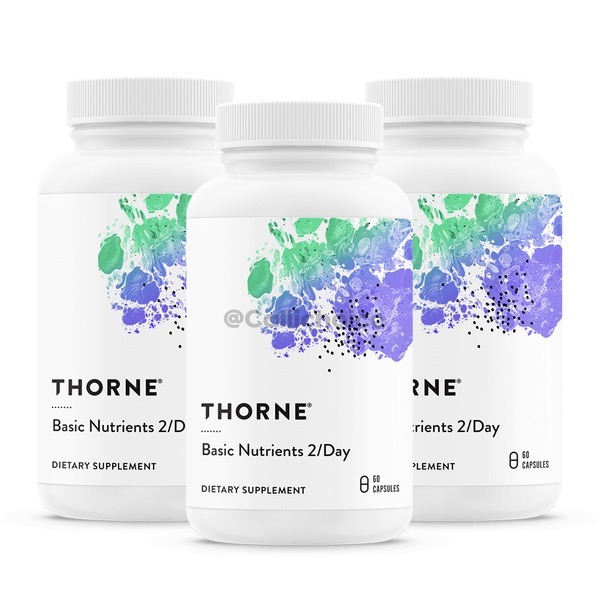 THORNE®
Basic Nutrients 2/D
DIETARY SUPPLEMENT
THORNE®
Basic Nutrients 2/Day
DIETARY SUPPLEMENT
60
CAPSULES
RNE®
rients 2/Day
60
CAPSULES